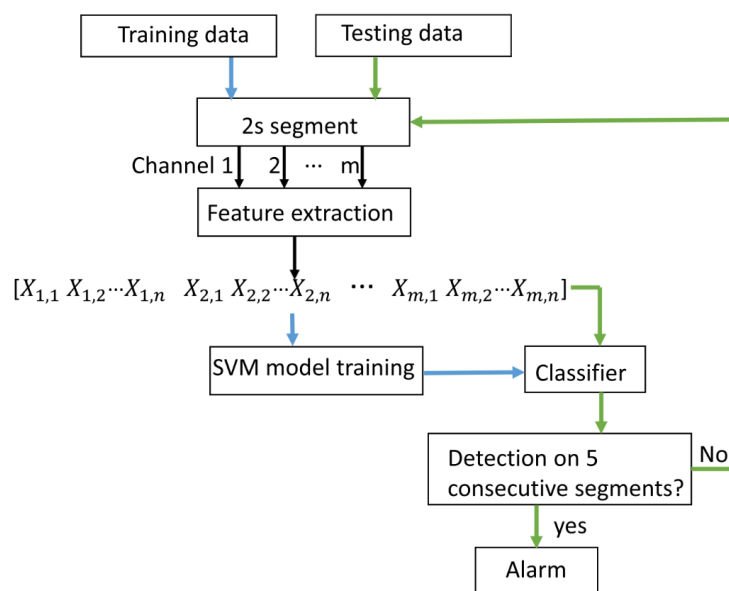 Training data
Testing data
2s segment
Channel 1 2 ··· m
Feature extraction
[X₁,₁ X₁,₂···X₁,ₙ X₂,₁ X₂,₂···X₂,ₙ ··· Xₘ,₁ Xₘ,₂···Xₘ,ₙ]
SVM model training
Classifier
Detection on 5
consecutive segments?
No
yes
Alarm